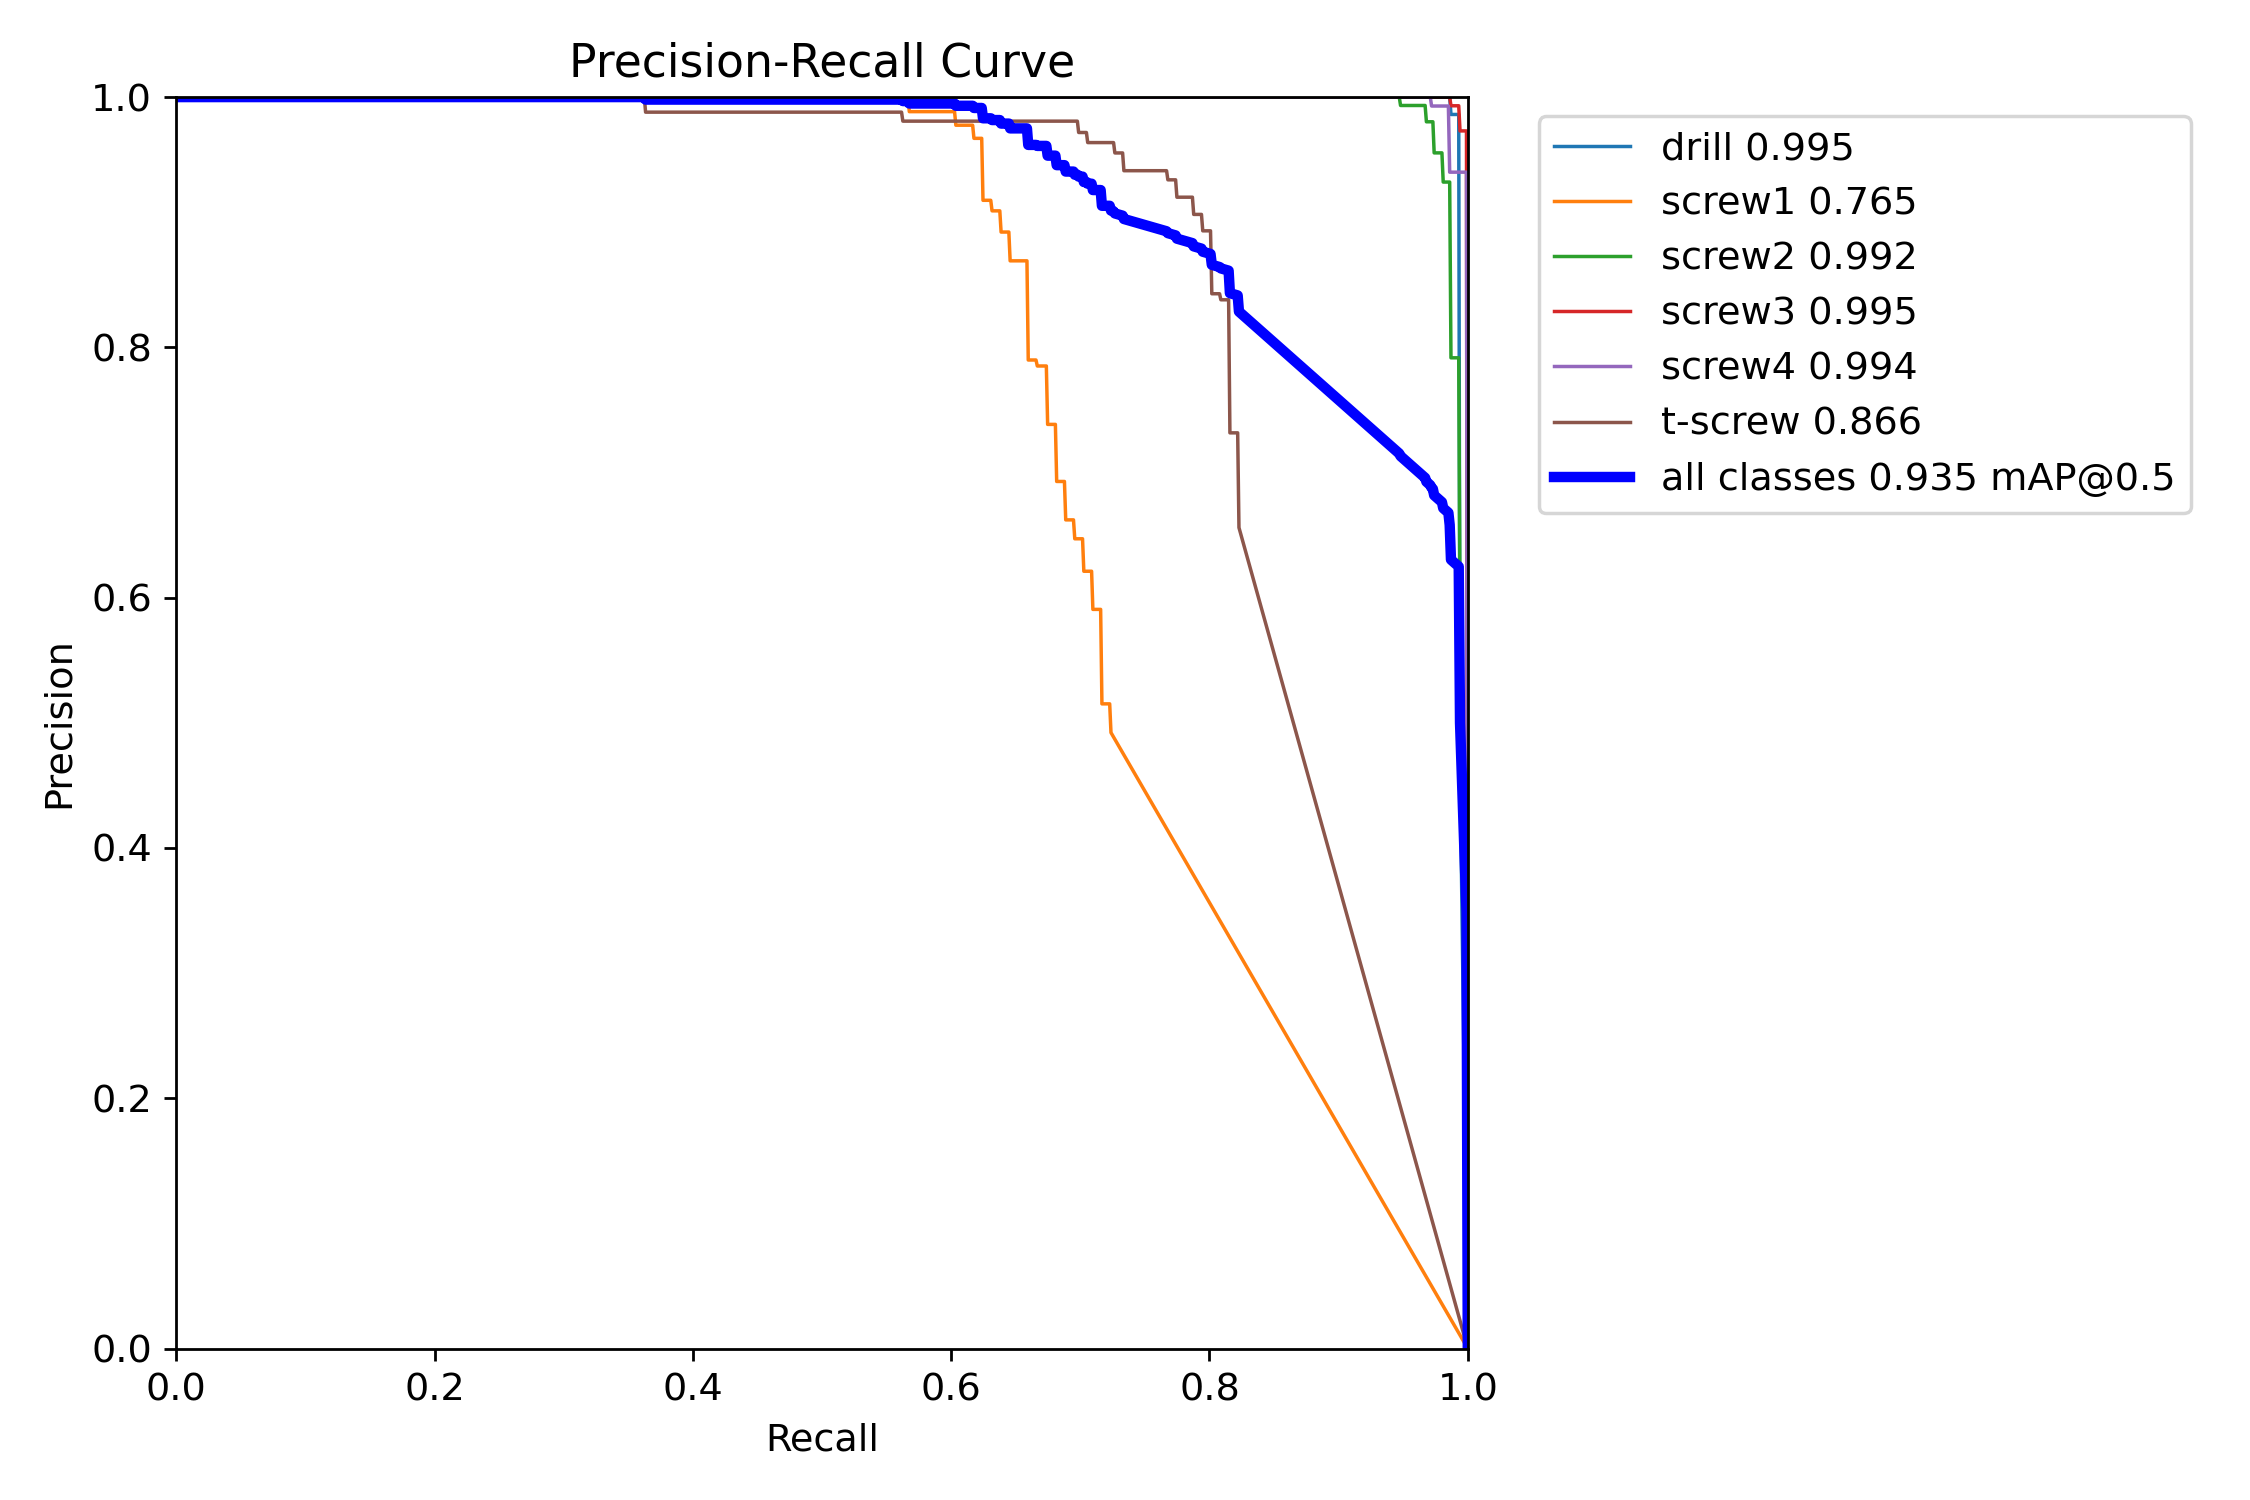 Precision-Recall Curve
1.0
0.8
0.6
0.4
0.2
0.0
Precision
0.0 0.2 0.4 0.6 0.8 1.0
Recall
drill 0.995
screw1 0.765
screw2 0.992
screw3 0.995
screw4 0.994
t-screw 0.866
all classes 0.935 mAP@0.5